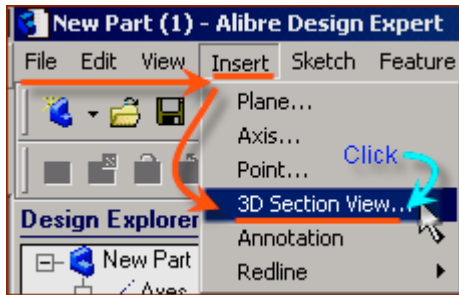 New Part (1) - Alibre Design Expert
File Edit View Insert Sketch Feature
Plane...
Axis...
Point...
Click
3D Section View...
Annotation
Redline
Design Explorer
New Part
Axes